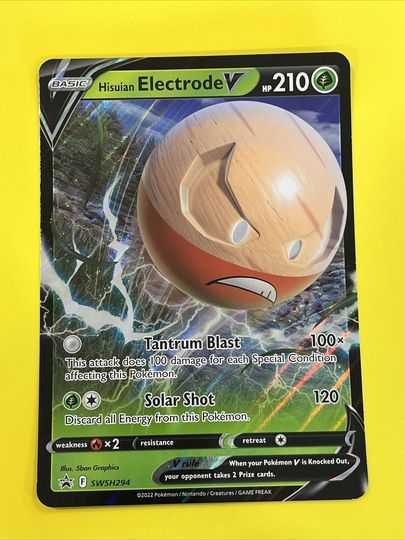 BASIC Hisuian Electrode V HP 210
Tantrum Blast 100×
This attack does 100 damage for each Special Condition
affecting this Pokémon.
Solar Shot 120
Discard all Energy from this Pokémon.
weakness ×2 resistance retreat
Illus. 5ban Graphics
V rule When your Pokémon V is Knocked Out,
your opponent takes 2 Prize cards.
F SWSH294
©2022 Pokémon / Nintendo / Creatures / GAME FREAK